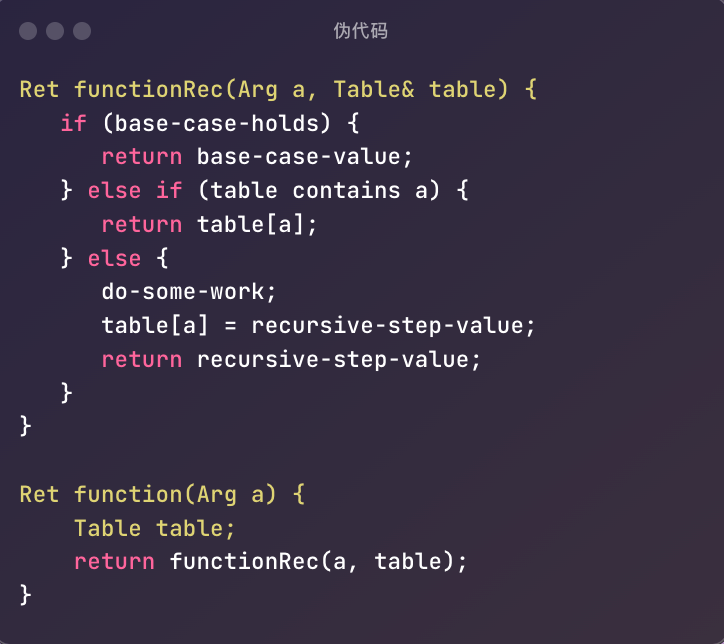 伪代码
Ret functionRec(Arg a, Table& table) {
   if (base-case-holds) {
      return base-case-value;
   } else if (table contains a) {
      return table[a];
   } else {
      do-some-work;
      table[a] = recursive-step-value;
      return recursive-step-value;
   }
}
Ret function(Arg a) {
    Table table;
    return functionRec(a, table);
}